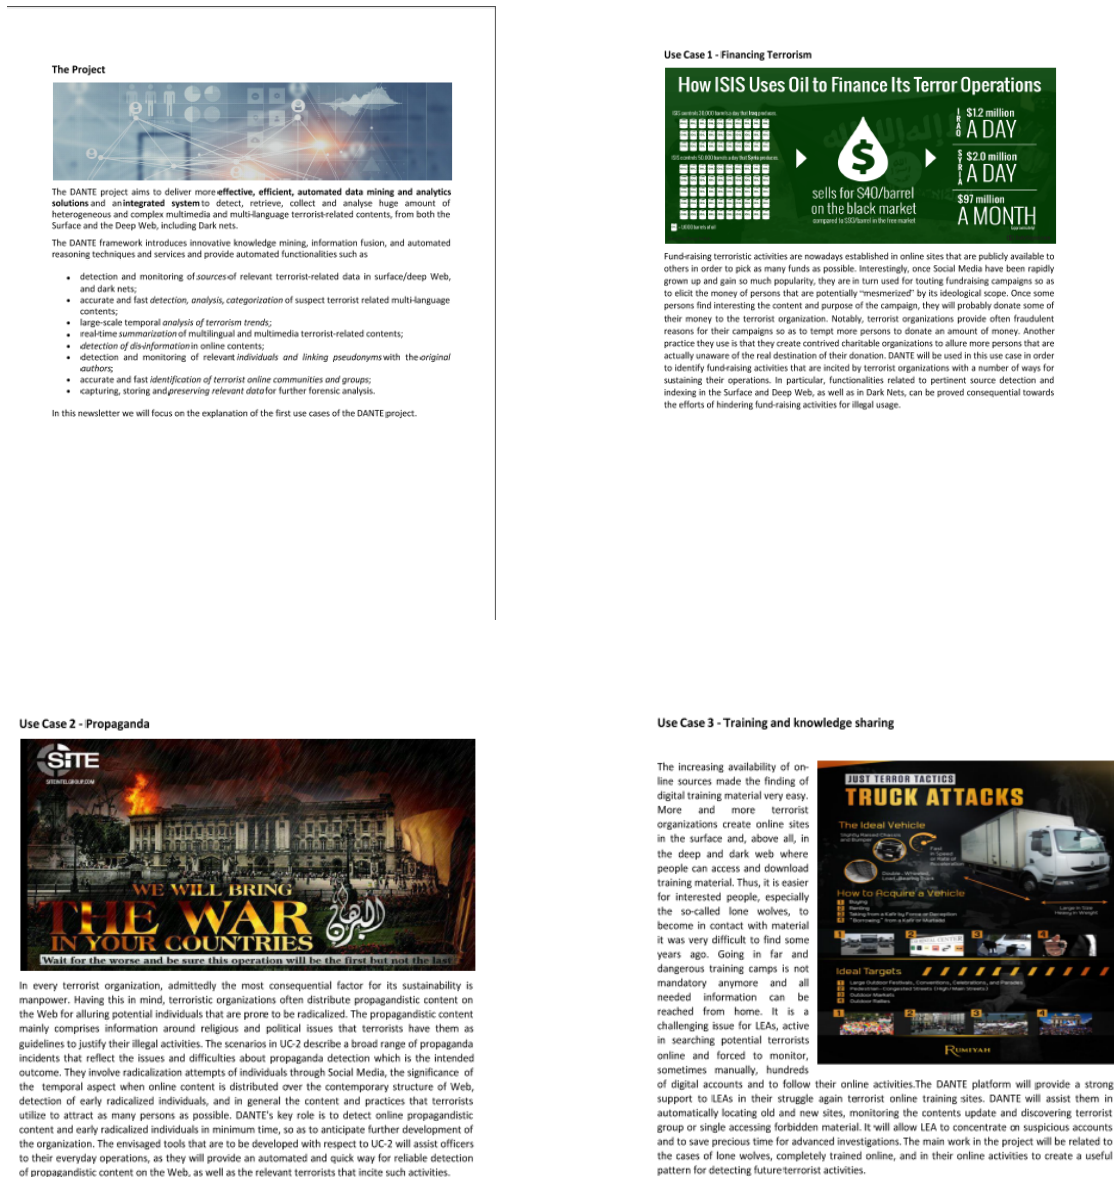 The Project
The DANTE project aims to deliver more effective, efficient, automated data mining and analytics
solutions and an integrated system to detect, retrieve, collect and analyse huge amount of
heterogeneous and complex multimedia and multi-language terrorist-related contents, from both the
Surface and the Deep Web, including Dark nets.
The DANTE framework introduces innovative knowledge mining, information fusion, and automated
reasoning techniques and services and provide automated functionalities such as
• detection and monitoring of sources of relevant terrorist-related data in surface/deep Web,
and dark nets;
• accurate and fast detection, analysis, categorization of suspect terrorist related multi-language
contents;
• large-scale temporal analysis of terrorism trends;
• real-time summarization of multilingual and multimedia terrorist-related contents;
• detection of dis-information in online contents;
• detection and monitoring of relevant individuals and linking pseudonyms with the original
authors;
• accurate and fast identification of terrorist online communities and groups;
• capturing, storing and preserving relevant data for further forensic analysis.
In this newsletter we will focus on the explanation of the first use cases of the DANTE project.
Use Case 1 - Financing Terrorism
How ISIS Uses Oil to Finance Its Terror Operations
ISIS controls 20,000 barrels a day that Iraq produces.
ISIS controls 50,000 barrels a day that Syria produces.
= 1,000 barrels of oil
$
sells for $40/barrel
on the black market
compared to $93/barrel in the free market
IRAQ
$1.2 million
A DAY
SYRIA
$2.0 million
A DAY
$97 million
A MONTH
Fund-raising terroristic activities are nowadays established in online sites that are publicly available to
others in order to pick as many funds as possible. Interestingly, once Social Media have been rapidly
grown up and gain so much popularity, they are in turn used for touting fundraising campaigns so as
to elicit the money of persons that are potentially “mesmerized” by its ideological scope. Once some
persons find interesting the content and purpose of the campaign, they will probably donate some of
their money to the terrorist organization. Notably, terrorist organizations provide often fraudulent
reasons for their campaigns so as to tempt more persons to donate an amount of money. Another
practice they use is that they create contrived charitable organizations to allure more persons that are
actually unaware of the real destination of their donation. DANTE will be used in this use case in order
to identify fund-raising activities that are incited by terrorist organizations with a number of ways for
sustaining their operations. In particular, functionalities related to pertinent source detection and
indexing in the Surface and Deep Web, as well as in Dark Nets, can be proved consequential towards
the efforts of hindering fund-raising activities for illegal usage.
Use Case 2 - Propaganda
SITE
SITEINTELGROUP.COM
WE WILL BRING
THE WAR
IN YOUR COUNTRIES
Wait for the worse and be sure this operation will be the first but not the last
In every terrorist organization, admittedly the most consequential factor for its sustainability is
manpower. Having this in mind, terroristic organizations often distribute propagandistic content on
the Web for alluring potential individuals that are prone to be radicalized. The propagandistic content
mainly comprises information around religious and political issues that terrorists have them as
guidelines to justify their illegal activities. The scenarios in UC-2 describe a broad range of propaganda
incidents that reflect the issues and difficulties about propaganda detection which is the intended
outcome. They involve radicalization attempts of individuals through Social Media, the significance of
the temporal aspect when online content is distributed over the contemporary structure of Web,
detection of early radicalized individuals, and in general the content and practices that terrorists
utilize to attract as many persons as possible. DANTE's key role is to detect online propagandistic
content and early radicalized individuals in minimum time, so as to anticipate further development of
the organization. The envisaged tools that are to be developed with respect to UC-2 will assist officers
to their everyday operations, as they will provide an automated and quick way for reliable detection
of propagandistic content on the Web, as well as the relevant terrorists that incite such activities.
Use Case 3 - Training and knowledge sharing
The increasing availability of on-
line sources made the finding of
digital training material very easy.
More and more terrorist
organizations create online sites
in the surface and, above all, in
the deep and dark web where
people can access and download
training material. Thus, it is easier
for interested people, especially
the so-called lone wolves, to
become in contact with material
it was very difficult to find some
years ago. Going in far and
dangerous training camps is not
mandatory anymore and all
needed information can be
reached from home. It is a
challenging issue for LEAs, active
in searching potential terrorists
online and forced to monitor,
sometimes manually, hundreds
of digital accounts and to follow their online activities.The DANTE platform will provide a strong
support to LEAs in their struggle again terrorist online training sites. DANTE will assist them in
automatically locating old and new sites, monitoring the contents update and discovering terrorist
group or single accessing forbidden material. It will allow LEA to concentrate on suspicious accounts
and to save precious time for advanced investigations. The main work in the project will be related to
the cases of lone wolves, completely trained online, and in their online activities to create a useful
pattern for detecting future terrorist activities.
JUST TERROR TACTICS
TRUCK ATTACKS
RUMIYAH